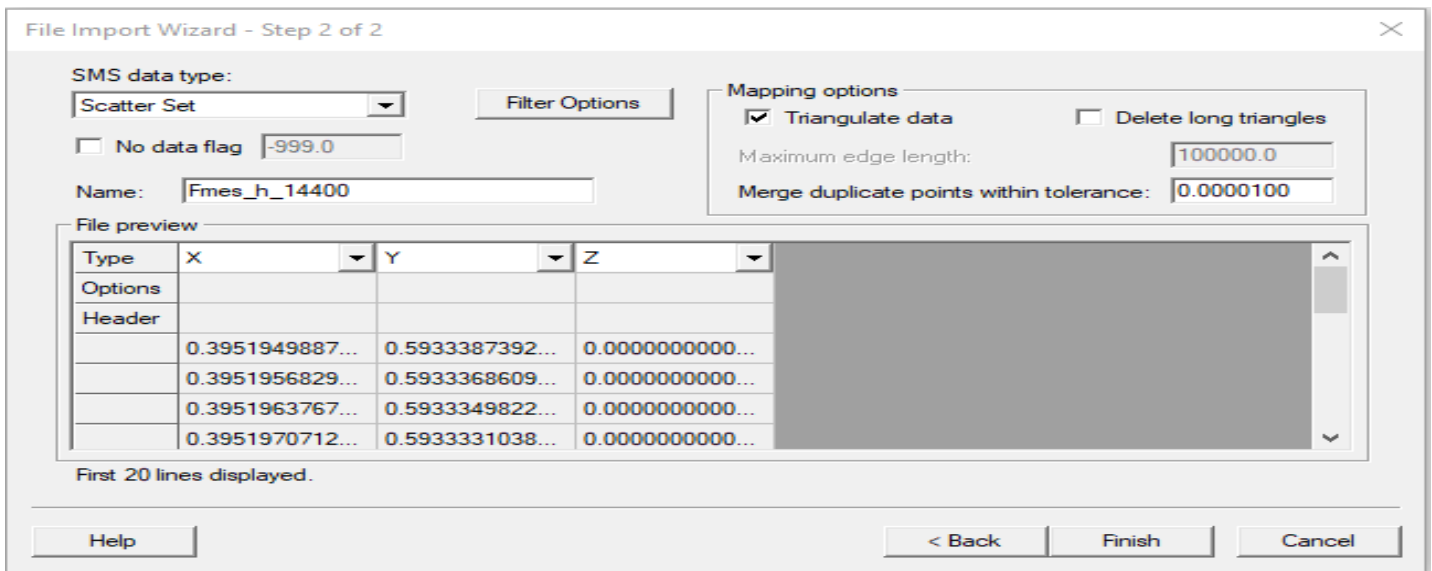 File Import Wizard - Step 2 of 2
SMS data type:
Scatter Set
Filter Options
No data flag -999.0
Name: Fmes_h_14400
Mapping options
Triangulate data Delete long triangles
Maximum edge length: 100000.0
Merge duplicate points within tolerance: 0.0000100
File preview
Type X Y Z
Options
Header
0.3951949887... 0.5933387392... 0.0000000000...
0.3951956829... 0.5933368609... 0.0000000000...
0.3951963767... 0.5933349822... 0.0000000000...
0.3951970712... 0.5933331038... 0.0000000000...
First 20 lines displayed.
Help < Back Finish Cancel